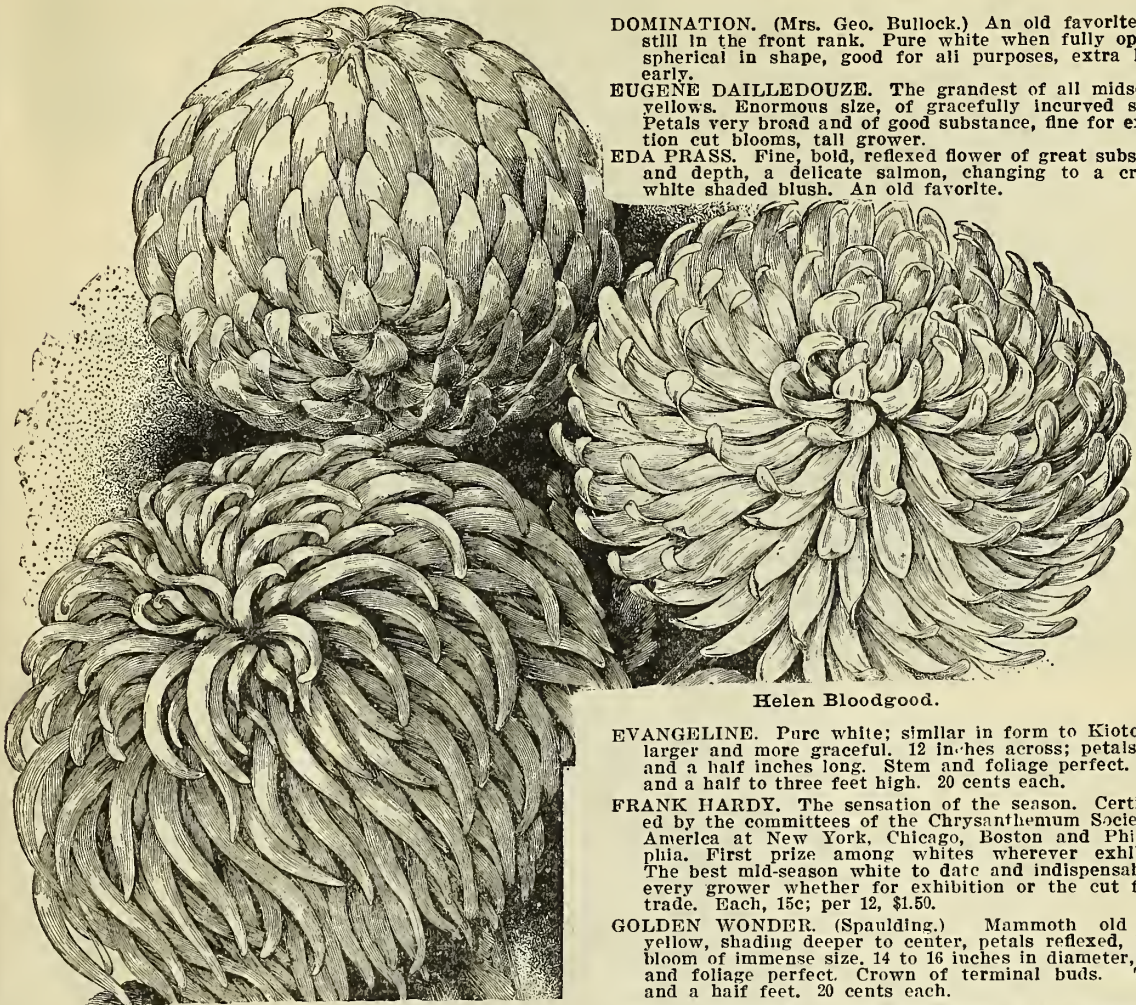 DOMINATION. (Mrs. Geo. Bullock.) An old favorite
still in the front rank. Pure white when fully op
spherical in shape, good for all purposes, extra
early.
EUGENE DAILLEDOUZE. The grandest of all mids
yellows. Enormous size, of gracefully incurved s
Petals very broad and of good substance, fine for e
tion cut blooms, tall grower.
EDA PRASS. Fine, bold, reflexed flower of great subs
and depth, a delicate salmon, changing to a cr
white shaded blush. An old favorite.
Helen Bloodgood.
EVANGELINE. Pure white; similar in form to Kioto
larger and more graceful. 12 inches across; petals
and a half inches long. Stem and foliage perfect.
and a half to three feet high. 20 cents each.
FRANK HARDY. The sensation of the season. Certi
ed by the committees of the Chrysanthemum Socie
America at New York, Chicago, Boston and Phi
phia. First prize among whites wherever exhi
The best mid-season white to date and indispensa
every grower whether for exhibition or the cut f
trade. Each, 15c; per 12, $1.50.
GOLDEN WONDER. (Spaulding.) Mammoth old
yellow, shading deeper to center, petals reflexed,
bloom of immense size. 14 to 16 inches in diameter,
and foliage perfect. Crown of terminal buds.
and a half feet. 20 cents each.